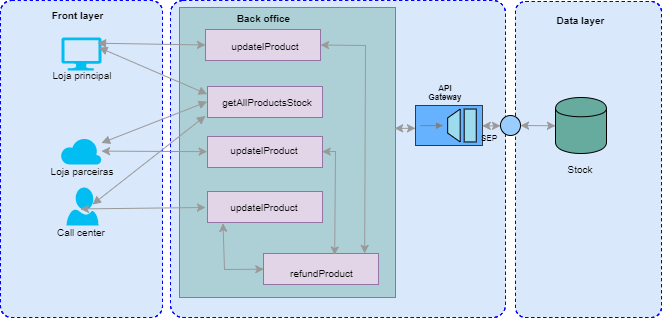 Front layer
Loja principal
Loja parceiras
Call center
Back office
updateIProduct
getAllProductsStock
updateIProduct
updateIProduct
refundProduct
API
Gateway
SEP
Data layer
Stock